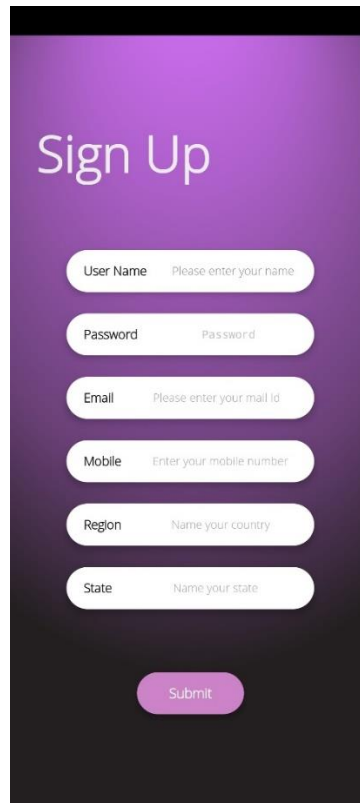 Sign Up
User Name Please enter your name
Password Password
Email Please enter your mail id
Mobile Enter your mobile number
Region Name your country
State Name your state
Submit